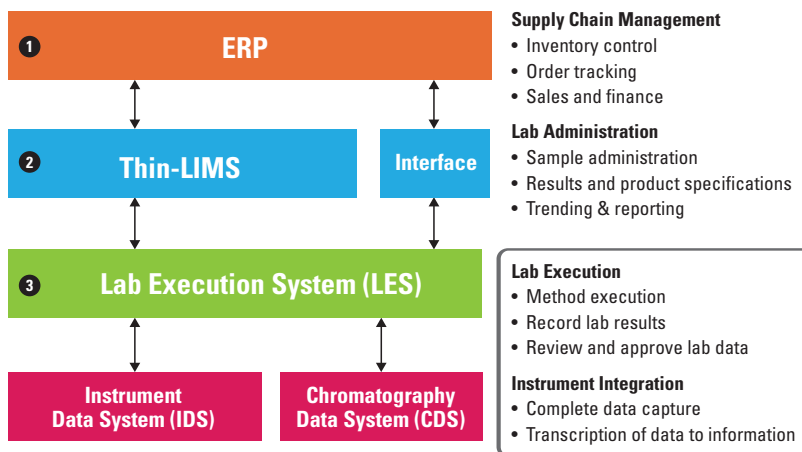 1 ERP
Supply Chain Management
• Inventory control
• Order tracking
• Sales and finance
2 Thin-LIMS
Interface
Lab Administration
• Sample administration
• Results and product specifications
• Trending & reporting
3 Lab Execution System (LES)
Lab Execution
• Method execution
• Record lab results
• Review and approve lab data
Instrument
Data System (IDS)
Chromatography
Data System (CDS)
Instrument Integration
• Complete data capture
• Transcription of data to information